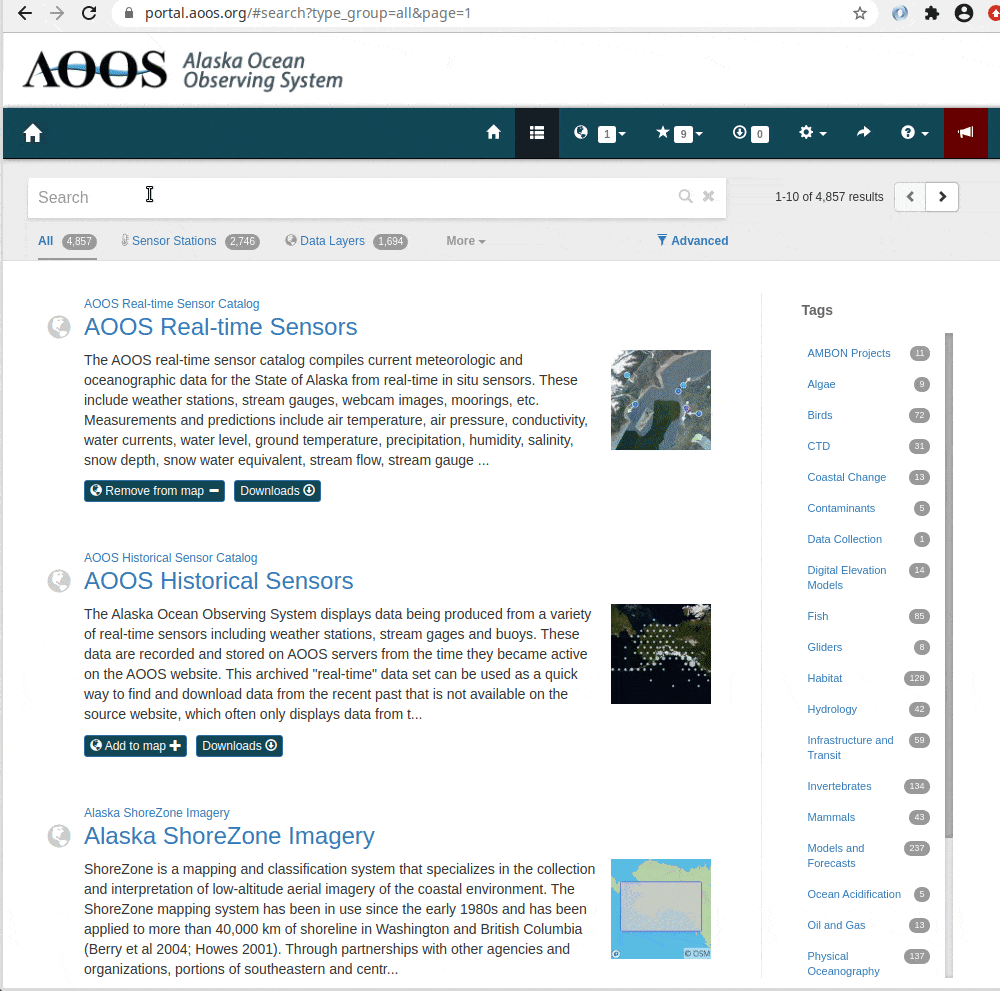 portal.aoos.org/#search?type_group=all&page=1
AOOS Alaska Ocean
Observing System
1 9 0
Search
1-10 of 4,857 results
All 4,857 Sensor Stations 2,746 Data Layers 1,694 More Advanced
AOOS Real-time Sensor Catalog
AOOS Real-time Sensors
The AOOS real-time sensor catalog compiles current meteorologic and
oceanographic data for the State of Alaska from real-time in situ sensors. These
include weather stations, stream gauges, webcam images, moorings, etc.
Measurements and predictions include air temperature, air pressure, conductivity,
water currents, water level, ground temperature, precipitation, humidity, salinity,
snow depth, snow water equivalent, stream flow, stream gauge ...
Remove from map Downloads
AOOS Historical Sensor Catalog
AOOS Historical Sensors
The Alaska Ocean Observing System displays data being produced from a variety
of real-time sensors including weather stations, stream gages and buoys. These
data are recorded and stored on AOOS servers from the time they became active
on the AOOS website. This archived "real-time" data set can be used as a quick
way to find and download data from the recent past that is not available on the
source website, which often only displays data from t...
Add to map Downloads
Alaska ShoreZone Imagery
Alaska ShoreZone Imagery
ShoreZone is a mapping and classification system that specializes in the collection
and interpretation of low-altitude aerial imagery of the coastal environment. The
ShoreZone mapping system has been in use since the early 1980s and has been
applied to more than 40,000 km of shoreline in Washington and British Columbia
(Berry et al 2004; Howes 2001). Through partnerships with other agencies and
organizations, portions of southeastern and centr...
© OSM
Tags
AMBON Projects 11
Algae 9
Birds 72
CTD 31
Coastal Change 13
Contaminants 5
Data Collection 1
Digital Elevation 14
Models
Fish 85
Gliders 8
Habitat 128
Hydrology 42
Infrastructure and 59
Transit
Invertebrates 134
Mammals 43
Models and 237
Forecasts
Ocean Acidification 5
Oil and Gas 13
Physical 137
Oceanography